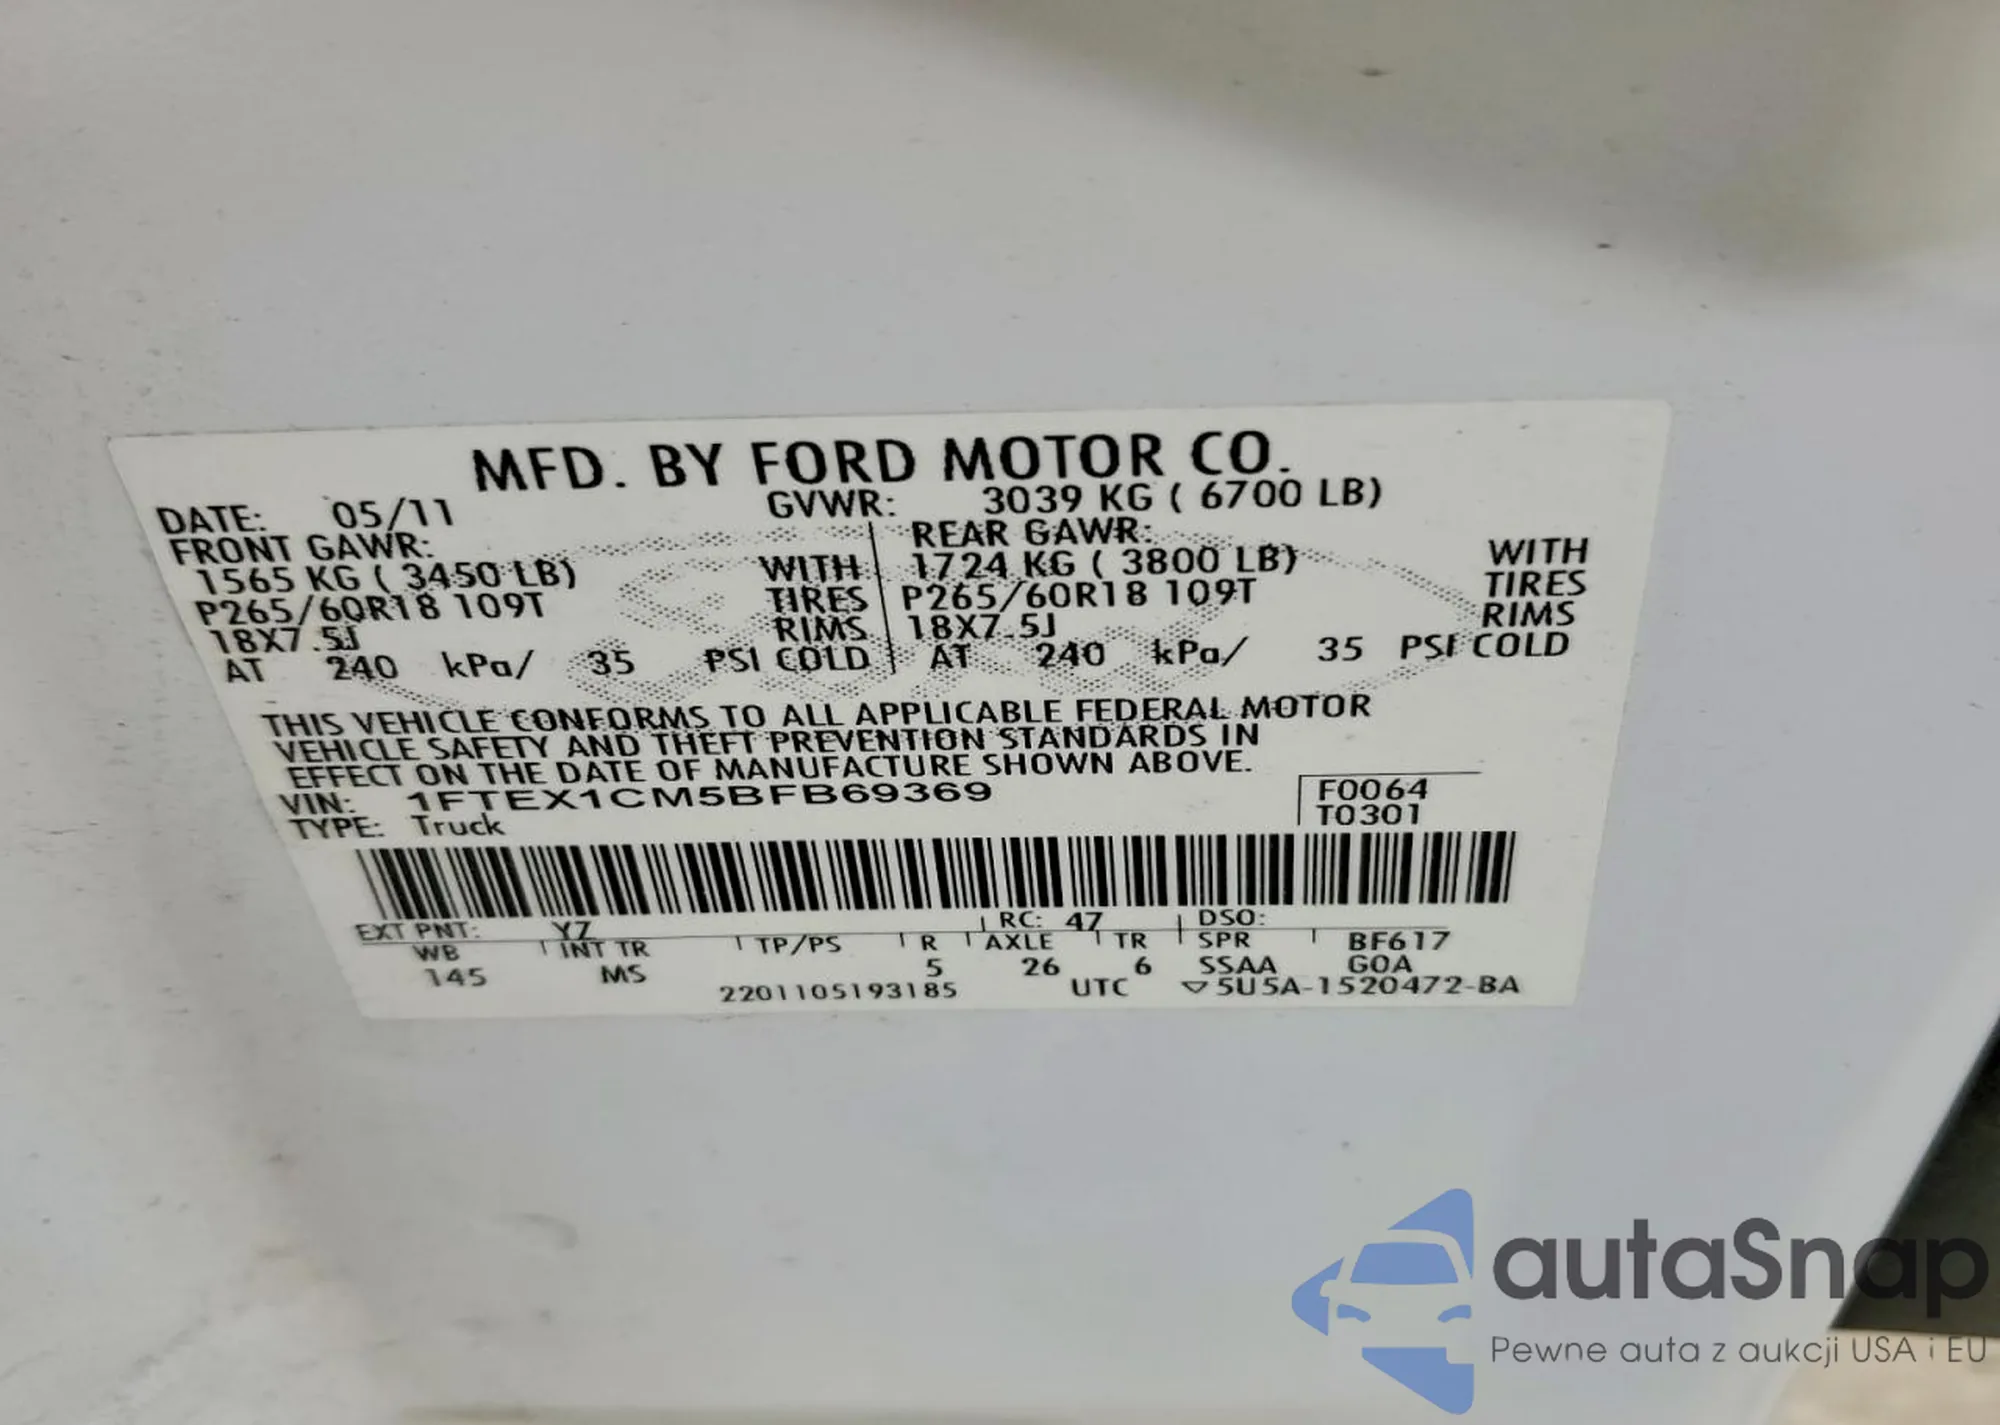 MFD. BY FORD MOTOR CO.
DATE: 05/11 GVWR: 3039 KG ( 6700 LB)
FRONT GAWR: REAR GAWR:
1565 KG ( 3450 LB) WITH 1724 KG ( 3800 LB) WITH
P265/60R18 109T TIRES P265/60R18 109T TIRES
18X7.5J RIMS 18X7.5J RIMS
AT 240 kPa/ 35 PSI COLD AT 240 kPa/ 35 PSI COLD
THIS VEHICLE CONFORMS TO ALL APPLICABLE FEDERAL MOTOR
VEHICLE SAFETY AND THEFT PREVENTION STANDARDS IN
EFFECT ON THE DATE OF MANUFACTURE SHOWN ABOVE.
VIN: 1FTEX1CM5BFB69369 F0064
TYPE: Truck T0301
EXT PNT: YZ RC: 47 DSO:
WB INT TR TP/PS R AXLE TR SPR BF617
145 MS 5 26 6 SSAA GOA
2201105193185 UTC ▽5U5A-1520472-BA
autaSnap
Pewne auta z aukcji USA i EU